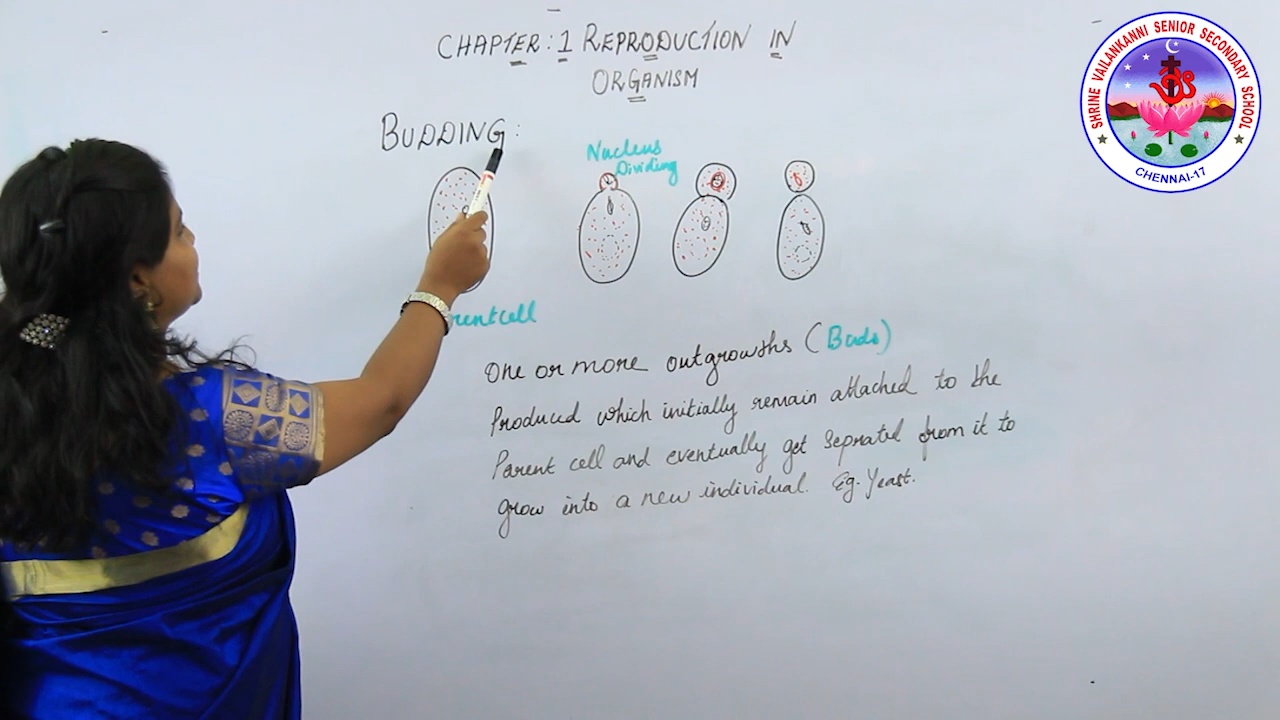 CHAPTER: 1 REPRODUCTION IN
ORGANISM
BUDDING:
Nucleus
Dividing
rent cell
One or more outgrowths (Buds)
Produced which initially remain attached to the
Parent cell and eventually get seprated from it to
grow into a new individual. Eg. Yeast.
SHRINE VAILANKANNI SENIOR SECONDARY SCHOOL
CHENNAI-17